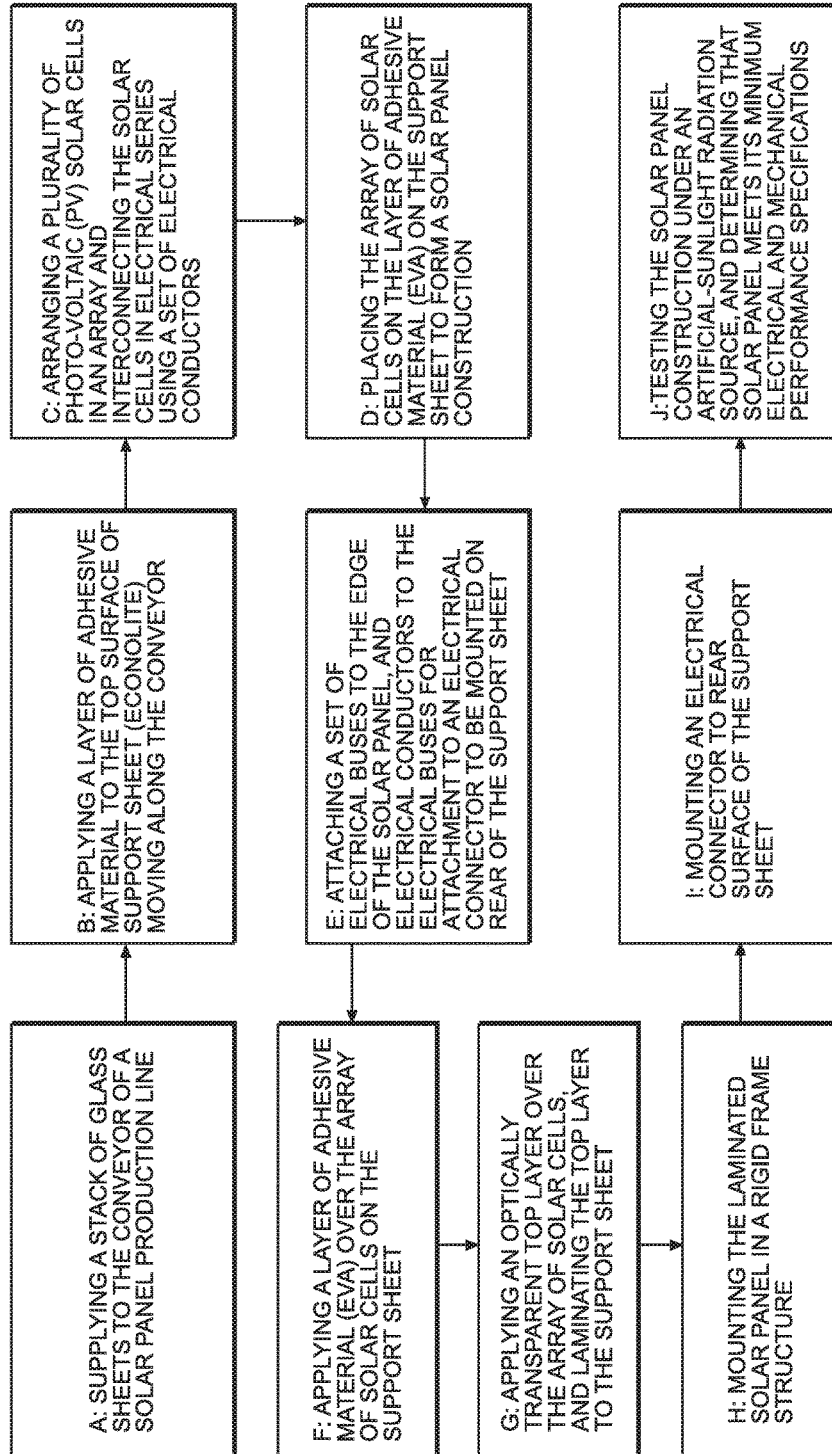 A: SUPPLYING A STACK OF GLASS
SHEETS TO THE CONVEYOR OF A
SOLAR PANEL PRODUCTION LINE
B: APPLYING A LAYER OF ADHESIVE
MATERIAL TO THE TOP SURFACE OF
SUPPORT SHEET (ECONOLITE)
MOVING ALONG THE CONVEYOR
C: ARRANGING A PLURALITY OF
PHOTO-VOLTAIC (PV) SOLAR CELLS
IN AN ARRAY AND
INTERCONNECTING THE SOLAR
CELLS IN ELECTRICAL SERIES
USING A SET OF ELECTRICAL
CONDUCTORS
D: PLACING THE ARRAY OF SOLAR
CELLS ON THE LAYER OF ADHESIVE
MATERIAL (EVA) ON THE SUPPORT
SHEET TO FORM A SOLAR PANEL
CONSTRUCTION
E: ATTACHING A SET OF
ELECTRICAL BUSES TO THE EDGE
OF THE SOLAR PANEL, AND
ELECTRICAL CONDUCTORS TO THE
ELECTRICAL BUSES FOR
ATTACHMENT TO AN ELECTRICAL
CONNECTOR TO BE MOUNTED ON
REAR OF THE SUPPORT SHEET
F: APPLYING A LAYER OF ADHESIVE
MATERIAL (EVA) OVER THE ARRAY
OF SOLAR CELLS ON THE
SUPPORT SHEET
G: APPLYING AN OPTICALLY
TRANSPARENT TOP LAYER OVER
THE ARRAY OF SOLAR CELLS,
AND LAMINATING THE TOP LAYER
TO THE SUPPORT SHEET
H: MOUNTING THE LAMINATED
SOLAR PANEL IN A RIGID FRAME
STRUCTURE
I: MOUNTING AN ELECTRICAL
CONNECTOR TO REAR
SURFACE OF THE SUPPORT
SHEET
J:TESTING THE SOLAR PANEL
CONSTRUCTION UNDER AN
ARTIFICIAL-SUNLIGHT RADIATION
SOURCE, AND DETERMINING THAT
SOLAR PANEL MEETS ITS MINIMUM
ELECTRICAL AND MECHANICAL
PERFORMANCE SPECIFICATIONS